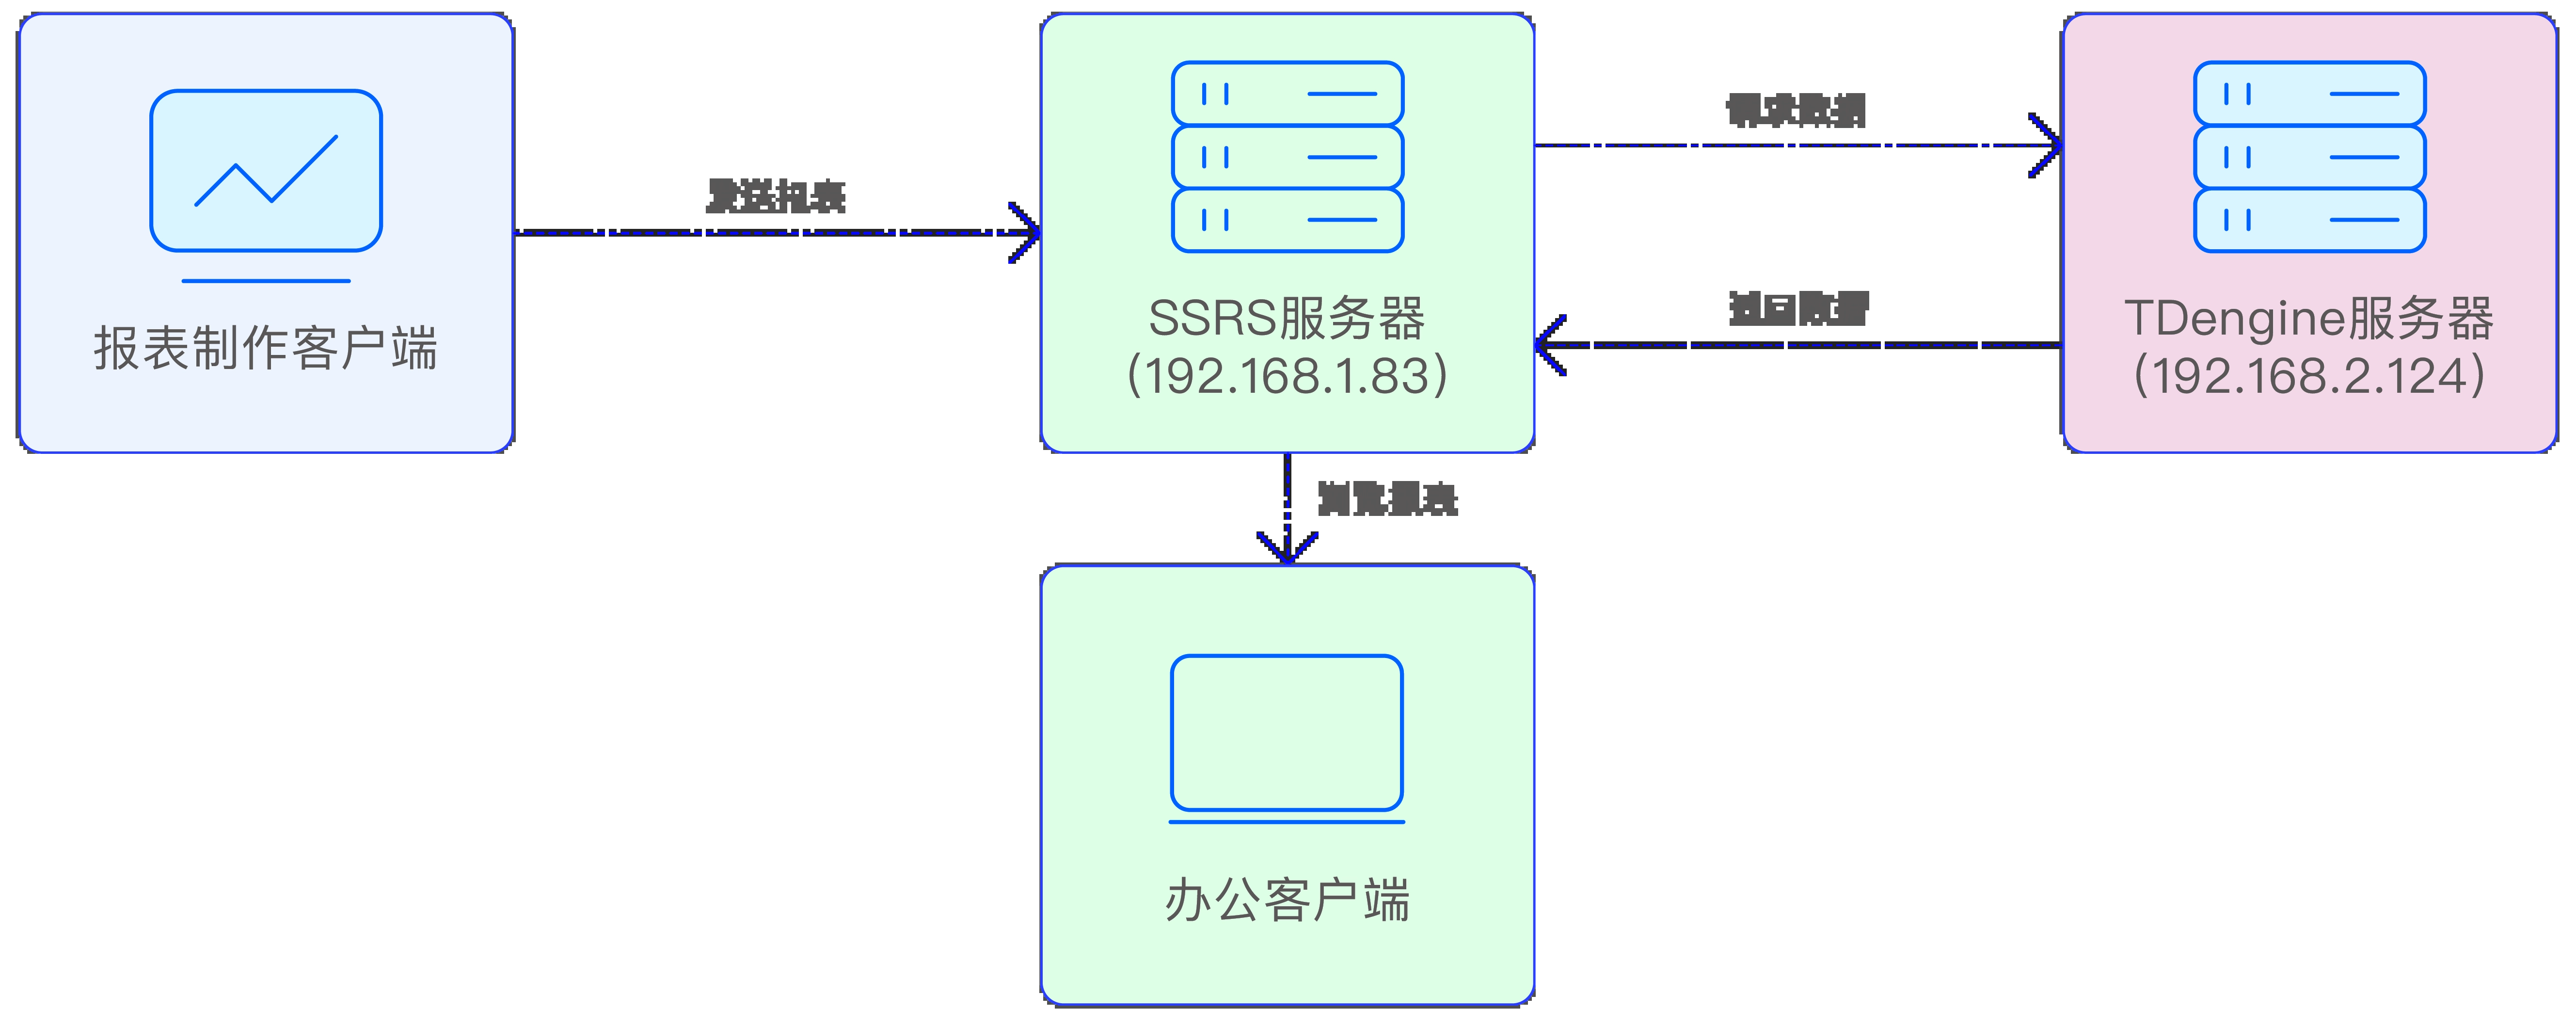 发送报表
请求数据
SSRS服务器
(192.168.1.83)
TDengine服务器
(192.168.2.124)
报表制作客户端
返回数据
浏览报表
办公客户端